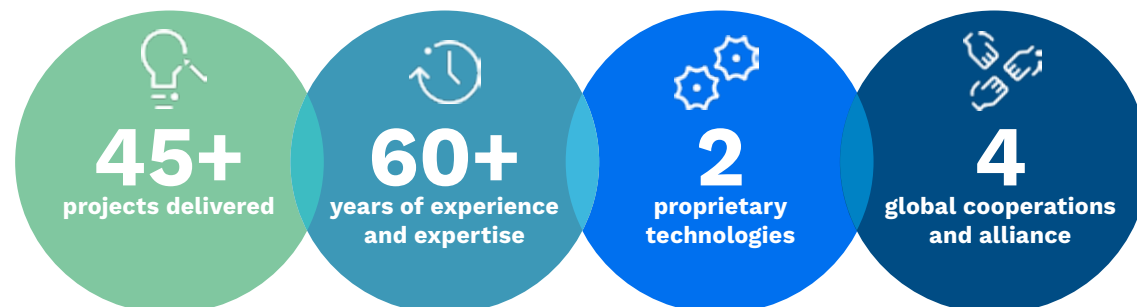 45+
projects delivered
60+
years of experience
and expertise
2
proprietary
technologies
4
global cooperations
and alliance